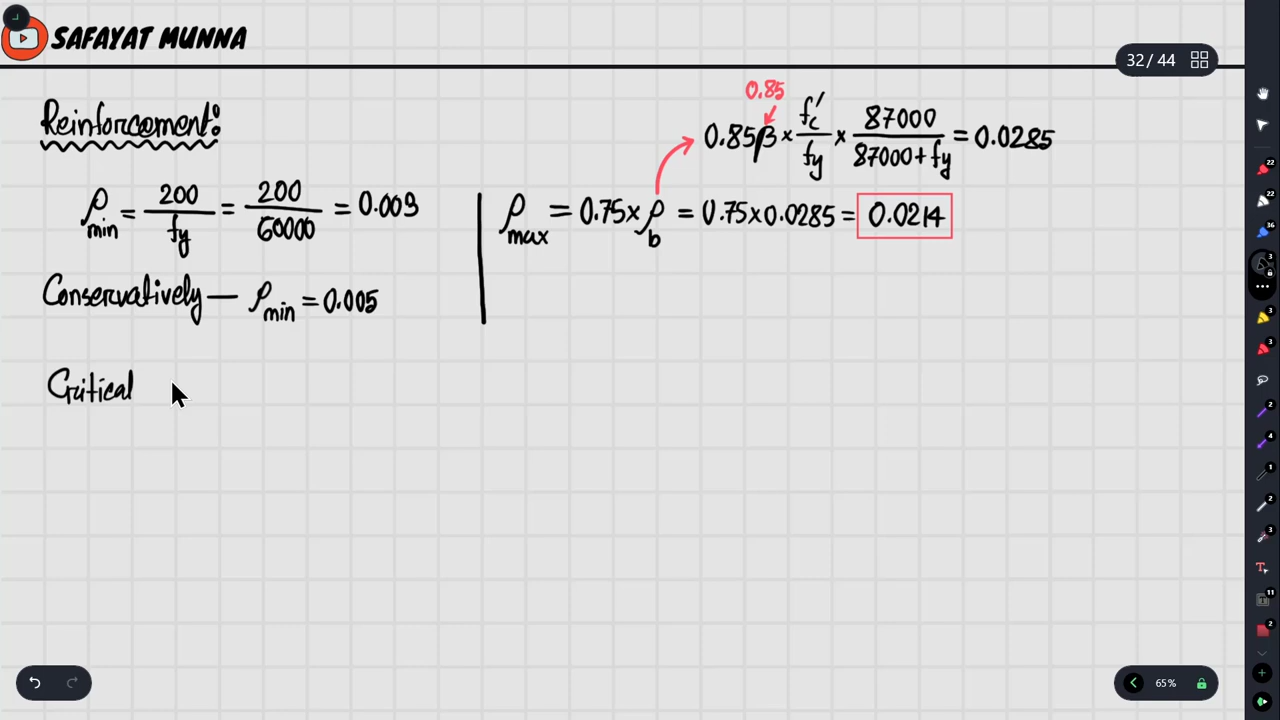 SAFAYAT MUNNA
32/44
Reinforcement:
ρmin = 200/fy = 200/60000 = 0.003
Conservatively — ρmin = 0.005
0.85
0.85β × fc'/fy × 87000/(87000+fy) = 0.0285
ρmax = 0.75×ρb = 0.75×0.0285 = 0.0214
Critical
65%